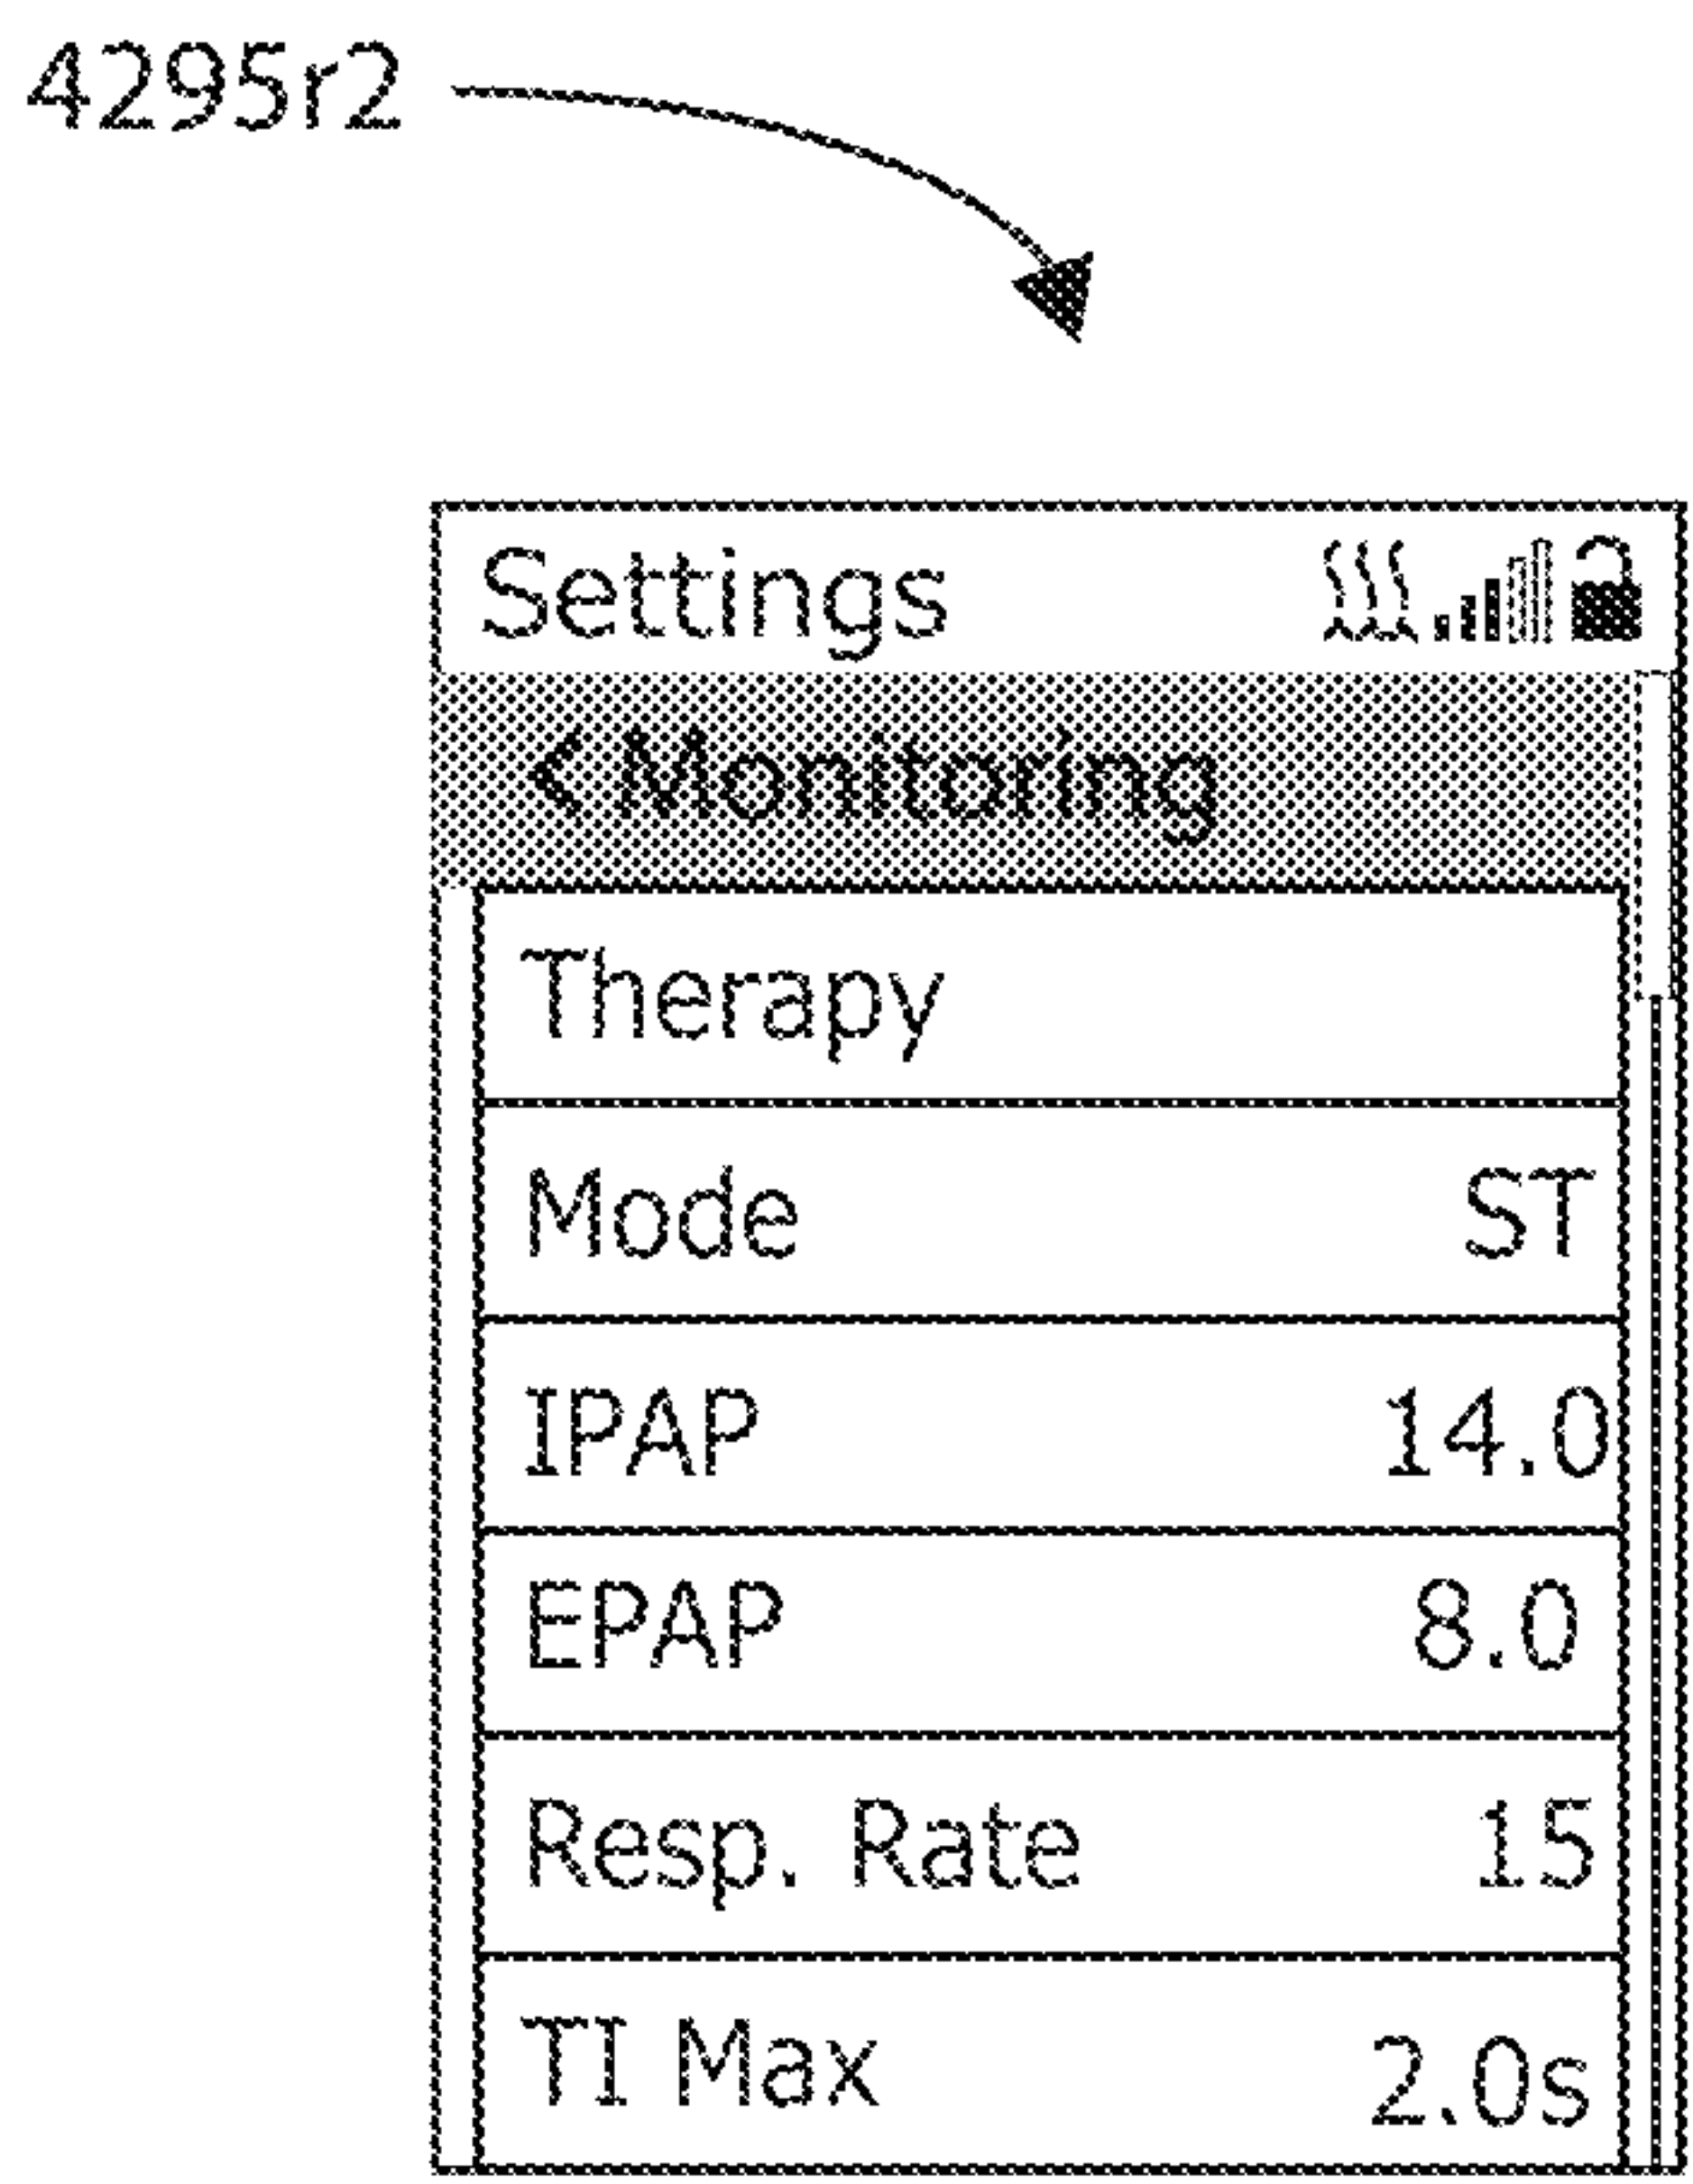 4295r2
Settings
< Monitoring
Therapy
Mode ST
IPAP 14.0
EPAP 8.0
Resp. Rate 15
TI Max 2.0s